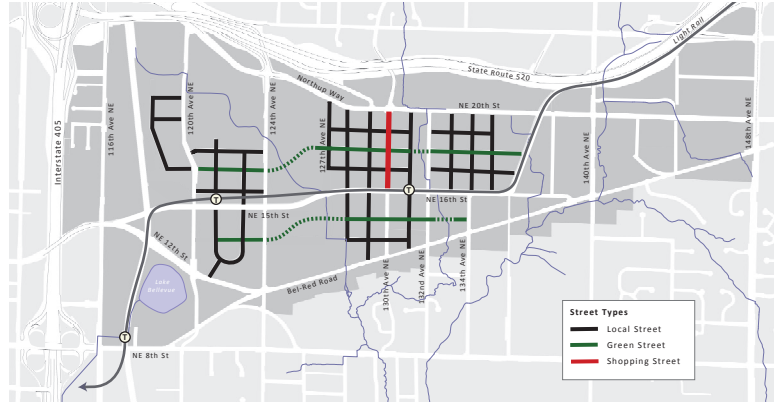 Light Rail
State Route 520
Northup Way
NE 20th St
Interstate 405
116th Ave NE
120th Ave NE
124th Ave NE
127th Ave NE
140th Ave NE
148th Ave NE
T
T
NE 16th St
NE 15th St
NE 12th St
130th Ave NE
132nd Ave NE
134th Ave NE
Lake
Bellevue
Bel-Red Road
T
NE 8th St
Street Types
Local Street
Green Street
Shopping Street